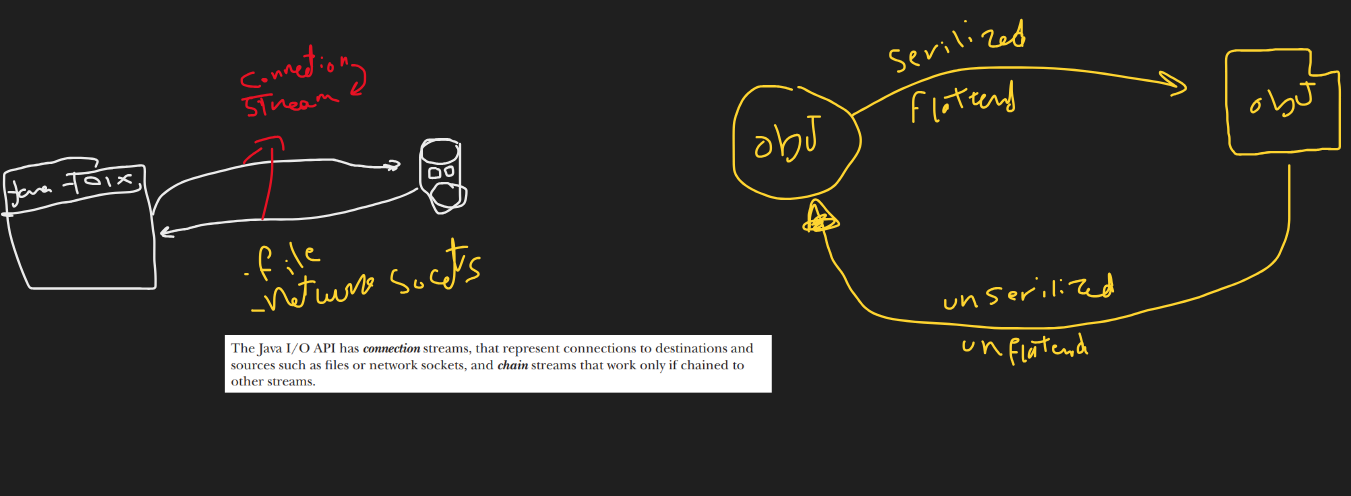 Connection
Stream
Java
- file
- network socets
The Java I/O API has connection streams, that represent connections to destinations and
sources such as files or network sockets, and chain streams that work only if chained to
other streams.
serilized
flattend
obJ
obJ
unserilized
unflatend